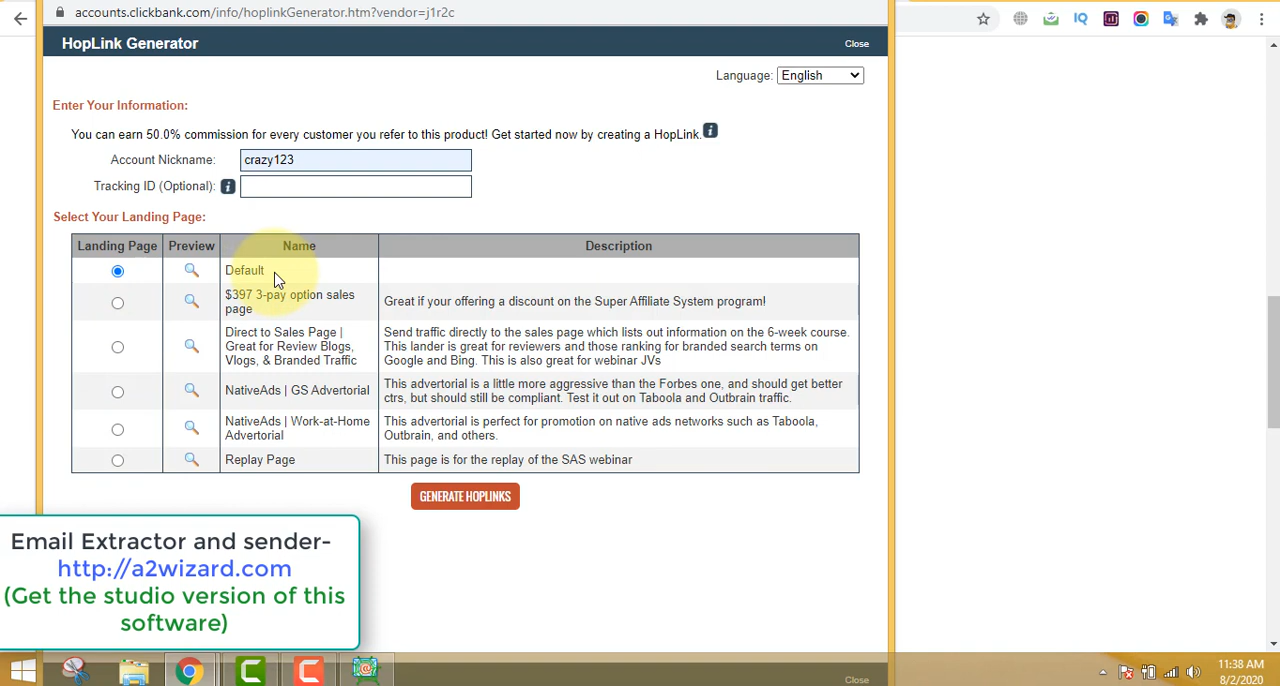 accounts.clickbank.com/info/hoplinkGenerator.htm?vendor=j1r2c
HopLink Generator
Close
Language: English
Enter Your Information:
You can earn 50.0% commission for every customer you refer to this product! Get started now by creating a HopLink.
Account Nickname: crazy123
Tracking ID (Optional):
Select Your Landing Page:
Landing Page Preview Name Description
Default
$397 3-pay option sales
page
Great if your offering a discount on the Super Affiliate System program!
Direct to Sales Page |
Great for Review Blogs,
Vlogs, & Branded Traffic
Send traffic directly to the sales page which lists out information on the 6-week course.
This lander is great for reviewers and those ranking for branded search terms on
Google and Bing. This is also great for webinar JVs
NativeAds | GS Advertorial
This advertorial is a little more aggressive than the Forbes one, and should get better
ctrs, but should still be compliant. Test it out on Taboola and Outbrain traffic.
NativeAds | Work-at-Home
Advertorial
This advertorial is perfect for promotion on native ads networks such as Taboola,
Outbrain, and others.
Replay Page
This page is for the replay of the SAS webinar
GENERATE HOPLINKS
Email Extractor and sender-
http://a2wizard.com
(Get the studio version of this
software)
Close
IQ
11:38 AM
8/2/2020